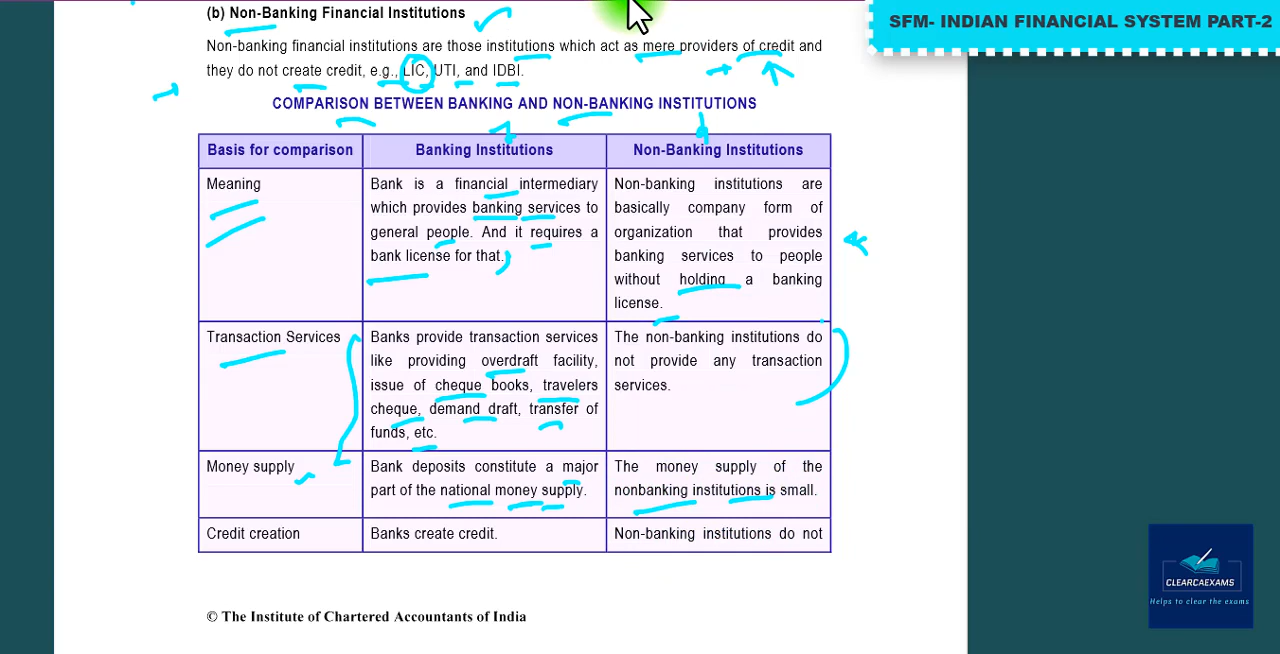 (b) Non-Banking Financial Institutions
SFM- INDIAN FINANCIAL SYSTEM PART-2
Non-banking financial institutions are those institutions which act as mere providers of credit and
they do not create credit, e.g., LIC, UTI, and IDBI.
COMPARISON BETWEEN BANKING AND NON-BANKING INSTITUTIONS
Basis for comparison
Banking Institutions
Non-Banking Institutions
Meaning
Bank is a financial intermediary
which provides banking services to
general people. And it requires a
bank license for that.
Non-banking institutions are
basically company form of
organization that provides
banking services to people
without holding a banking
license.
Transaction Services
Banks provide transaction services
like providing overdraft facility,
issue of cheque books, travelers
cheque, demand draft, transfer of
funds, etc.
The non-banking institutions do
not provide any transaction
services.
Money supply
Bank deposits constitute a major
part of the national money supply.
The money supply of the
nonbanking institutions is small.
Credit creation
Banks create credit.
Non-banking institutions do not
© The Institute of Chartered Accountants of India
CLEARCAEXAMS
Helps to clear the exams